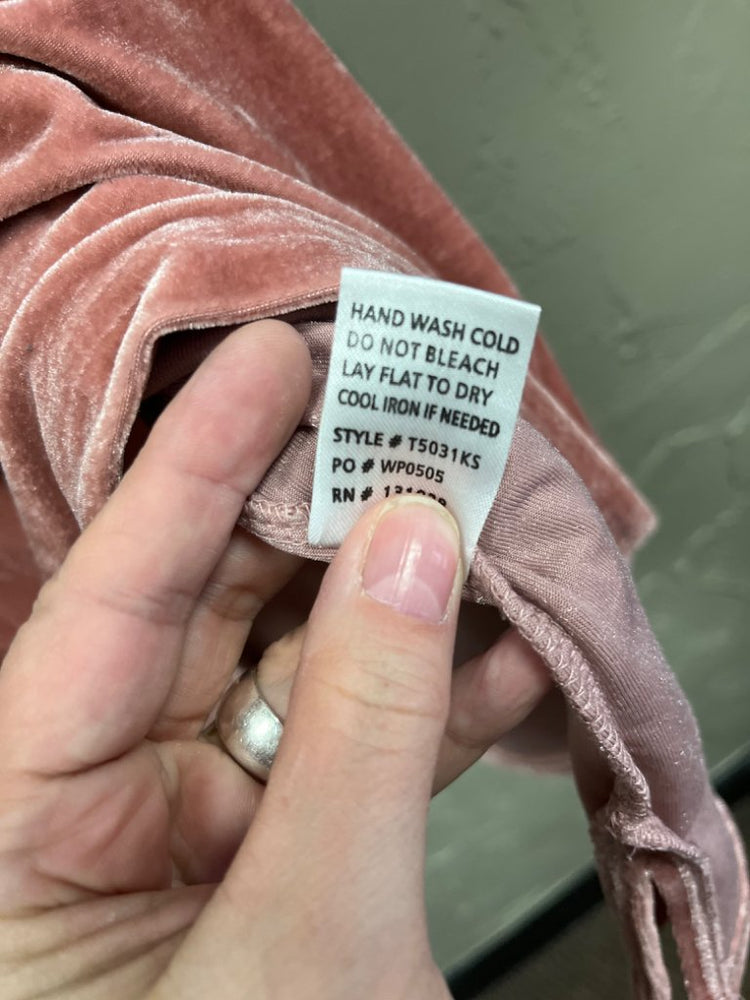 HAND WASH COLD
DO NOT BLEACH
LAY FLAT TO DRY
COOL IRON IF NEEDED
STYLE # T5031KS
PO # WP0505
RN #